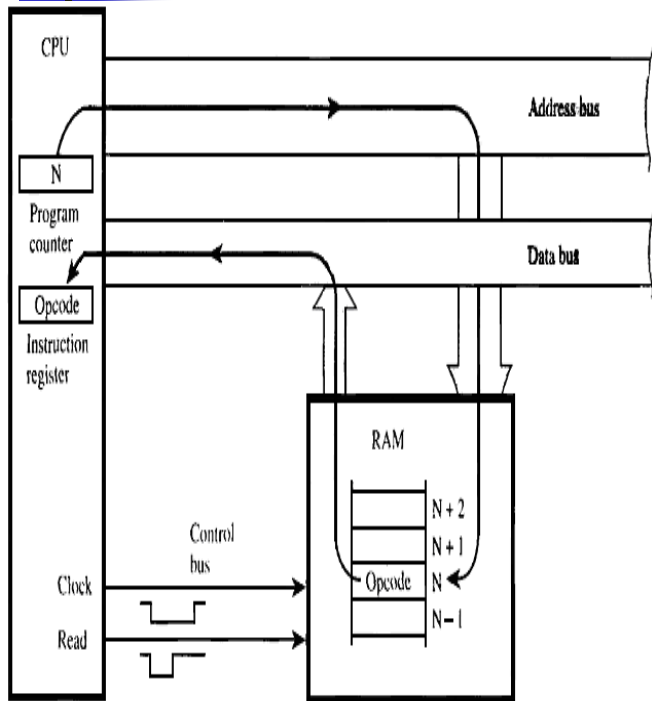 CPU
Address bus
N
Program
counter
Data bus
Opcode
Instruction
register
RAM
N + 2
N + 1
Opcode
N
N − 1
Control
bus
Clock
Read